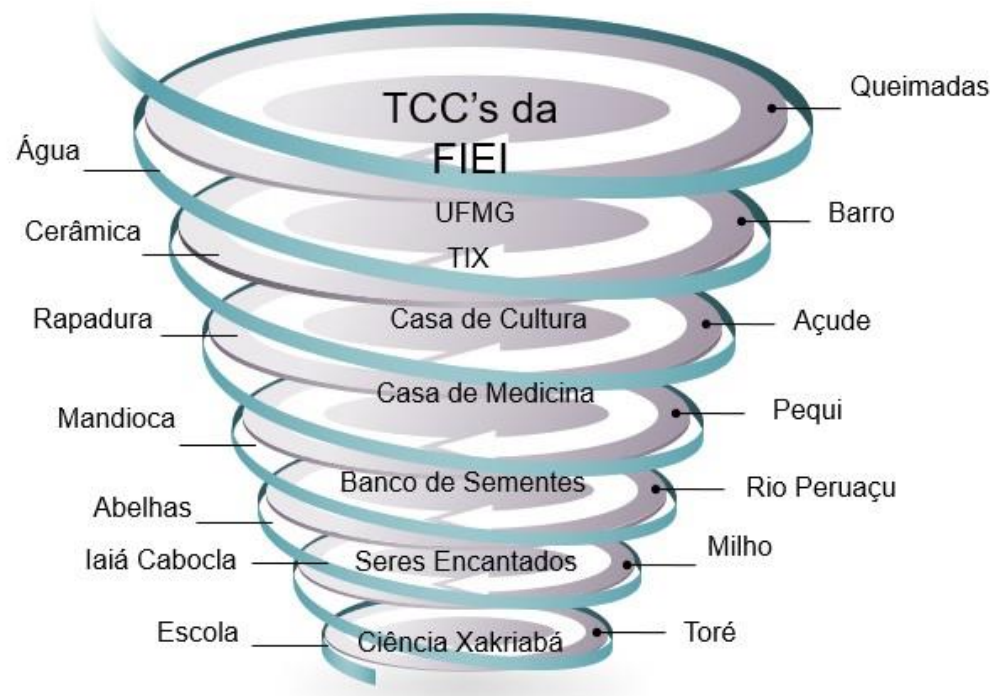 TCC's da
FIEI
Queimadas
Água
UFMG
Barro
Cerâmica
TIX
Rapadura
Casa de Cultura
Açude
Casa de Medicina
Mandioca
Pequi
Banco de Sementes
Rio Peruaçu
Abelhas
Iaiá Cabocla
Seres Encantados
Milho
Escola
Ciência Xakriabá
Toré